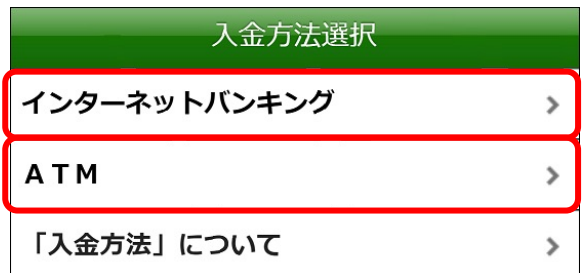 入金方法選択
インターネットバンキング
ＡＴＭ
「入金方法」について